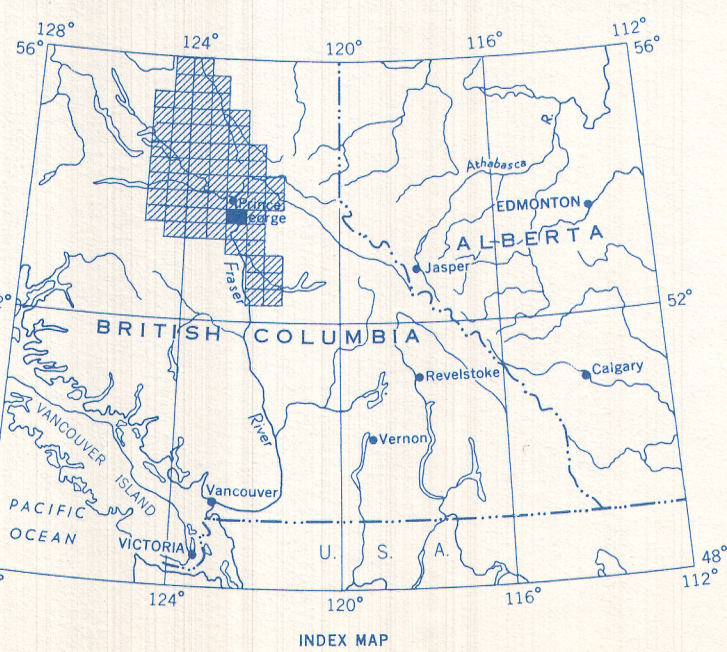 128°
124°
120°
116°
112°
56°
56°
R.
Athabasca
EDMONTON
Prince
George
ALBERTA
Jasper
Fraser
52°
BRITISH COLUMBIA
Revelstoke
Calgary
VANCOUVER ISLAND
River
Vernon
Vancouver
PACIFIC
OCEAN
VICTORIA
U. S. A.
48°
112°
124°
120°
116°
INDEX MAP